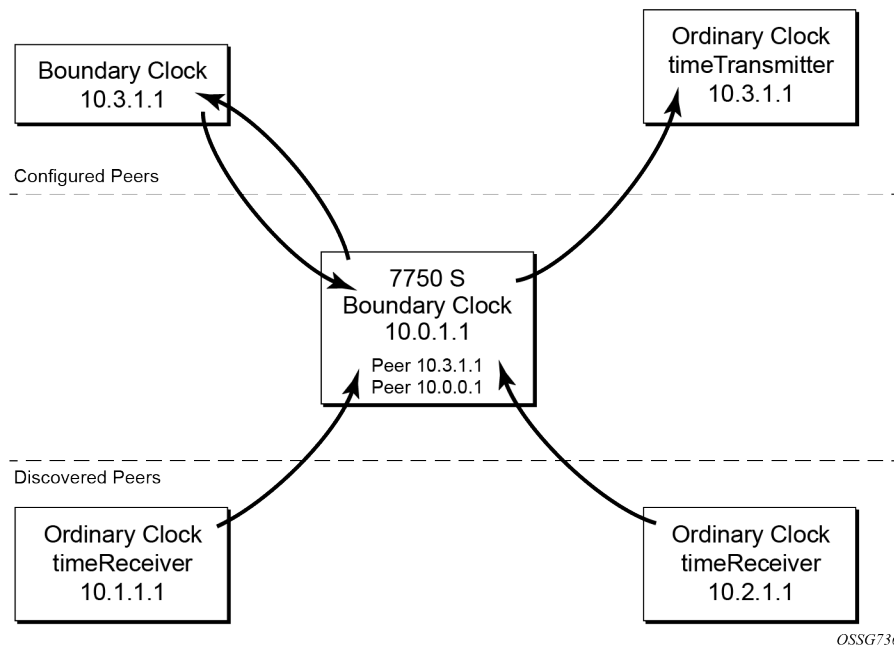 Boundary Clock
10.3.1.1
Ordinary Clock
timeTransmitter
10.3.1.1
Configured Peers
7750 S
Boundary Clock
10.0.1.1
Peer 10.3.1.1
Peer 10.0.0.1
Discovered Peers
Ordinary Clock
timeReceiver
10.1.1.1
Ordinary Clock
timeReceiver
10.2.1.1
OSSG736